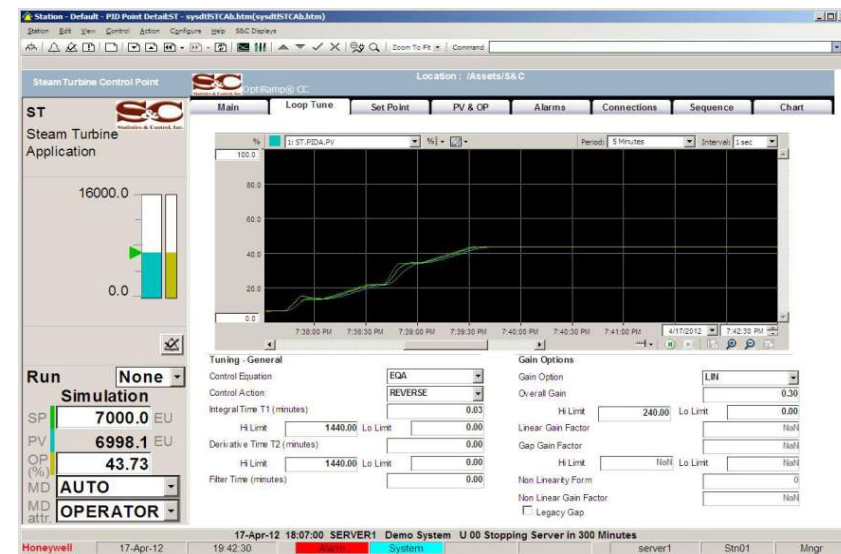 Station - Default - PID Point Detail:ST - sysdtlSTCAb.htm(sysdtlSTCAb.htm)
Station Edit View Control Action Configure Help S&C Displays
Zoom To Fit Command
Steam Turbine Control Point
S&C OptiRamp® CC
Location : /Assets/S&C
Main Loop Tune Set Point PV & OP Alarms Connections Sequence Chart
ST
S&C
Statistics & Control, Inc.
Steam Turbine
Application
% 1: ST.PIDA.PV Period: 5 Minutes Interval: 1 sec
100.0
80.0
60.0
40.0
20.0
0.0
7:38:00 PM 7:38:30 PM 7:39:00 PM 7:39:30 PM 7:40:00 PM 7:40:30 PM 7:41:00 PM 4/17/2012 7:42:30 PM
16000.0
0.0
Run None
Simulation
SP 7000.0 EU
PV 6998.1 EU
OP (%) 43.73
MD AUTO
MD attr. OPERATOR
Tuning - General
Control Equation EQA
Control Action: REVERSE
Integral Time T1 (minutes) 0.03
Hi Limit 1440.00 Lo Limit 0.00
Derivative Time T2 (minutes) 0.00
Hi Limit 1440.00 Lo Limit 0.00
Filter Time (minutes) 0.00
Gain Options
Gain Option LIN
Overall Gain 0.30
Hi Limit 240.00 Lo Limit 0.00
Linear Gain Factor NaN
Gap Gain Factor NaN
Hi Limit NaN Lo Limit NaN
Non Linearity Form 0
Non Linear Gain Factor NaN
Legacy Gap
17-Apr-12 18:07:00 SERVER1 Demo System U 00 Stopping Server in 300 Minutes
Honeywell 17-Apr-12 19:42:30 Alarm System server1 Stn01 Mngr